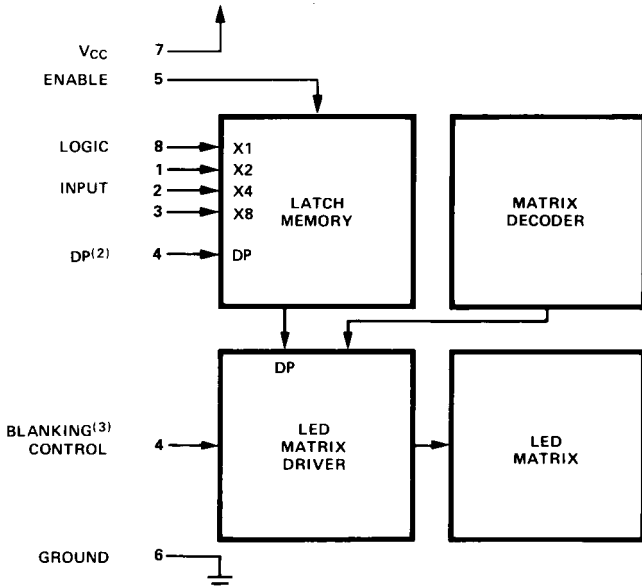 VCC 7
ENABLE 5
LOGIC 8 X1
1 X2
INPUT 2 X4
3 X8
DP(2) 4 DP
LATCH
MEMORY
MATRIX
DECODER
DP
BLANKING(3)
CONTROL 4
LED
MATRIX
DRIVER
LED
MATRIX
GROUND 6